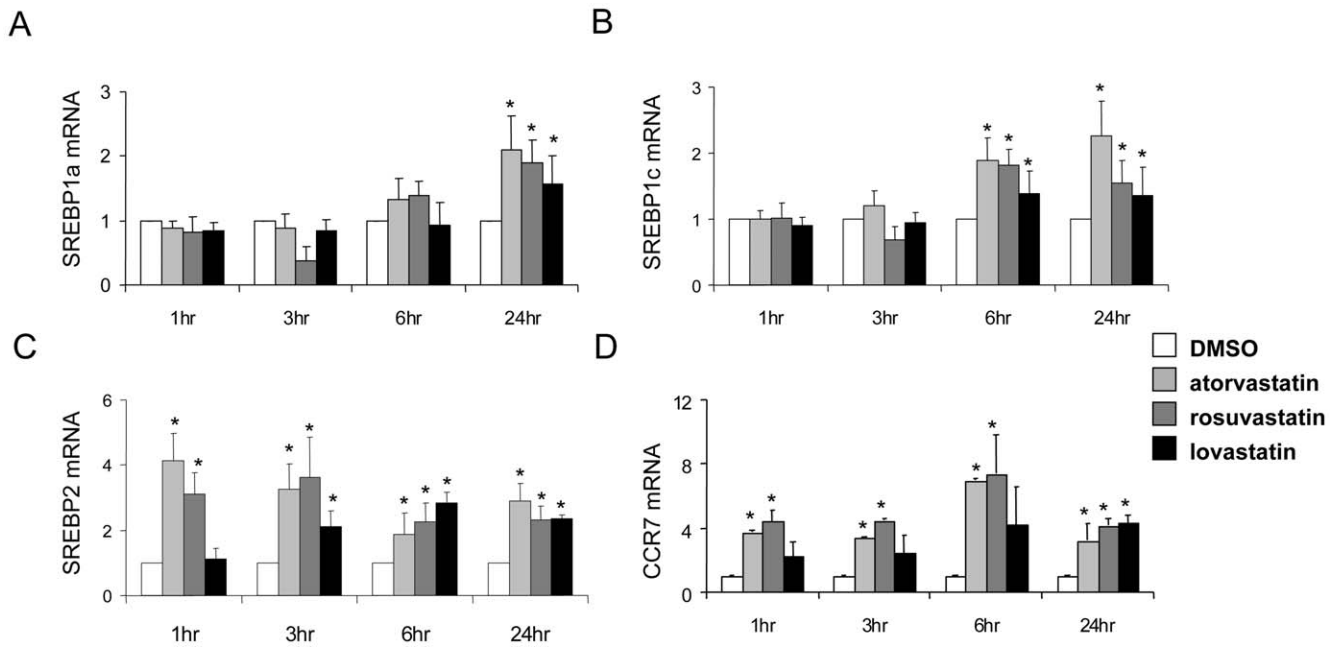 A
B
SREBP1a mRNA
3
2
1
0
* * *
1hr 3hr 6hr 24hr
SREBP1c mRNA
3
2
1
0
* * * * * *
1hr 3hr 6hr 24hr
C
D
SREBP2 mRNA
6
4
2
0
* * * * * * * * * * *
1hr 3hr 6hr 24hr
CCR7 mRNA
12
8
4
0
* * * * * * * * *
1hr 3hr 6hr 24hr
DMSO
atorvastatin
rosuvastatin
lovastatin